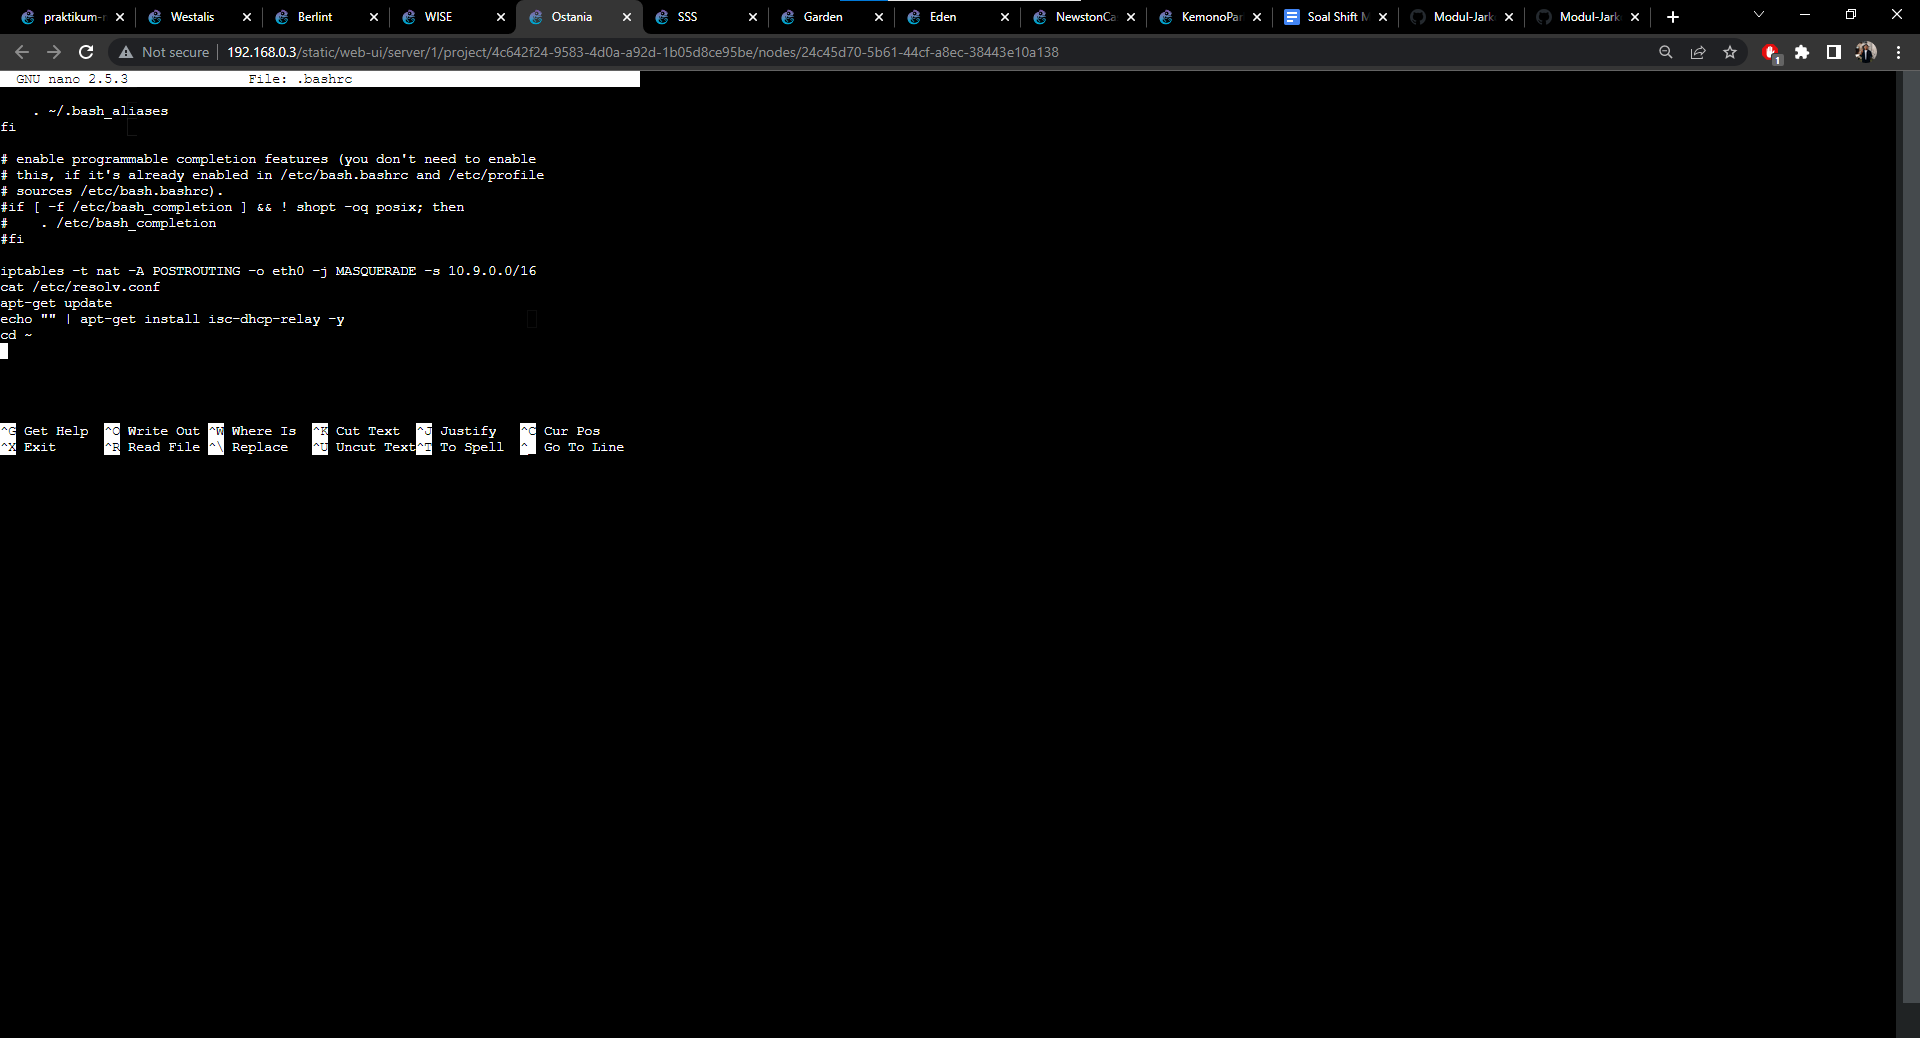 praktikum-
Westalis
Berlint
WISE
Ostania
SSS
Garden
Eden
NewstonCa
KemonoPar
Soal Shift M
Modul-Jark
Modul-Jark
Not secure
192.168.0.3/static/web-ui/server/1/project/4c642f24-9583-4d0a-a92d-1b05d8ce95be/nodes/24c45d70-5b61-44cf-a8ec-38443e10a138
1
GNU nano 2.5.3 File: .bashrc
. ~/.bash_aliases
fi
# enable programmable completion features (you don't need to enable
# this, if it's already enabled in /etc/bash.bashrc and /etc/profile
# sources /etc/bash.bashrc).
#if [ -f /etc/bash_completion ] && ! shopt -oq posix; then
#    . /etc/bash_completion
#fi
iptables -t nat -A POSTROUTING -o eth0 -j MASQUERADE -s 10.9.0.0/16
cat /etc/resolv.conf
apt-get update
echo "" | apt-get install isc-dhcp-relay -y
cd ~
^G Get Help ^O Write Out ^W Where Is ^K Cut Text ^J Justify ^C Cur Pos
^X Exit ^R Read File ^\ Replace ^U Uncut Text ^T To Spell ^_ Go To Line